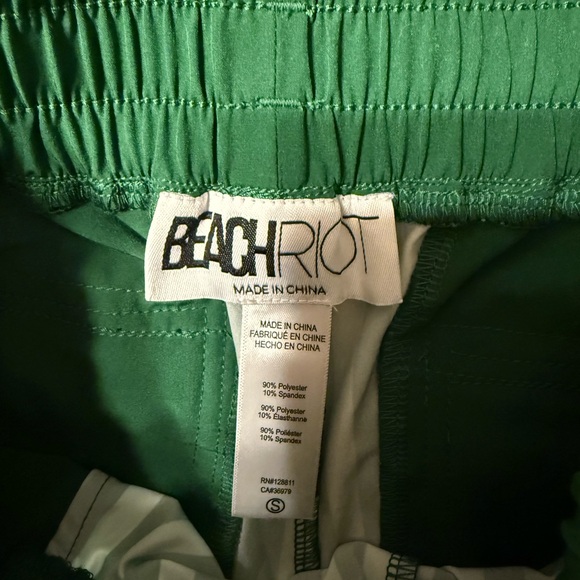 BEACHRIOT
MADE IN CHINA
MADE IN CHINA
FABRIQUÉ EN CHINE
HECHO EN CHINA
90% Polyester
10% Spandex
90% Polyester
10% Élasthanne
90% Poliéster
10% Spandex
RN#128811
CA#36979
S